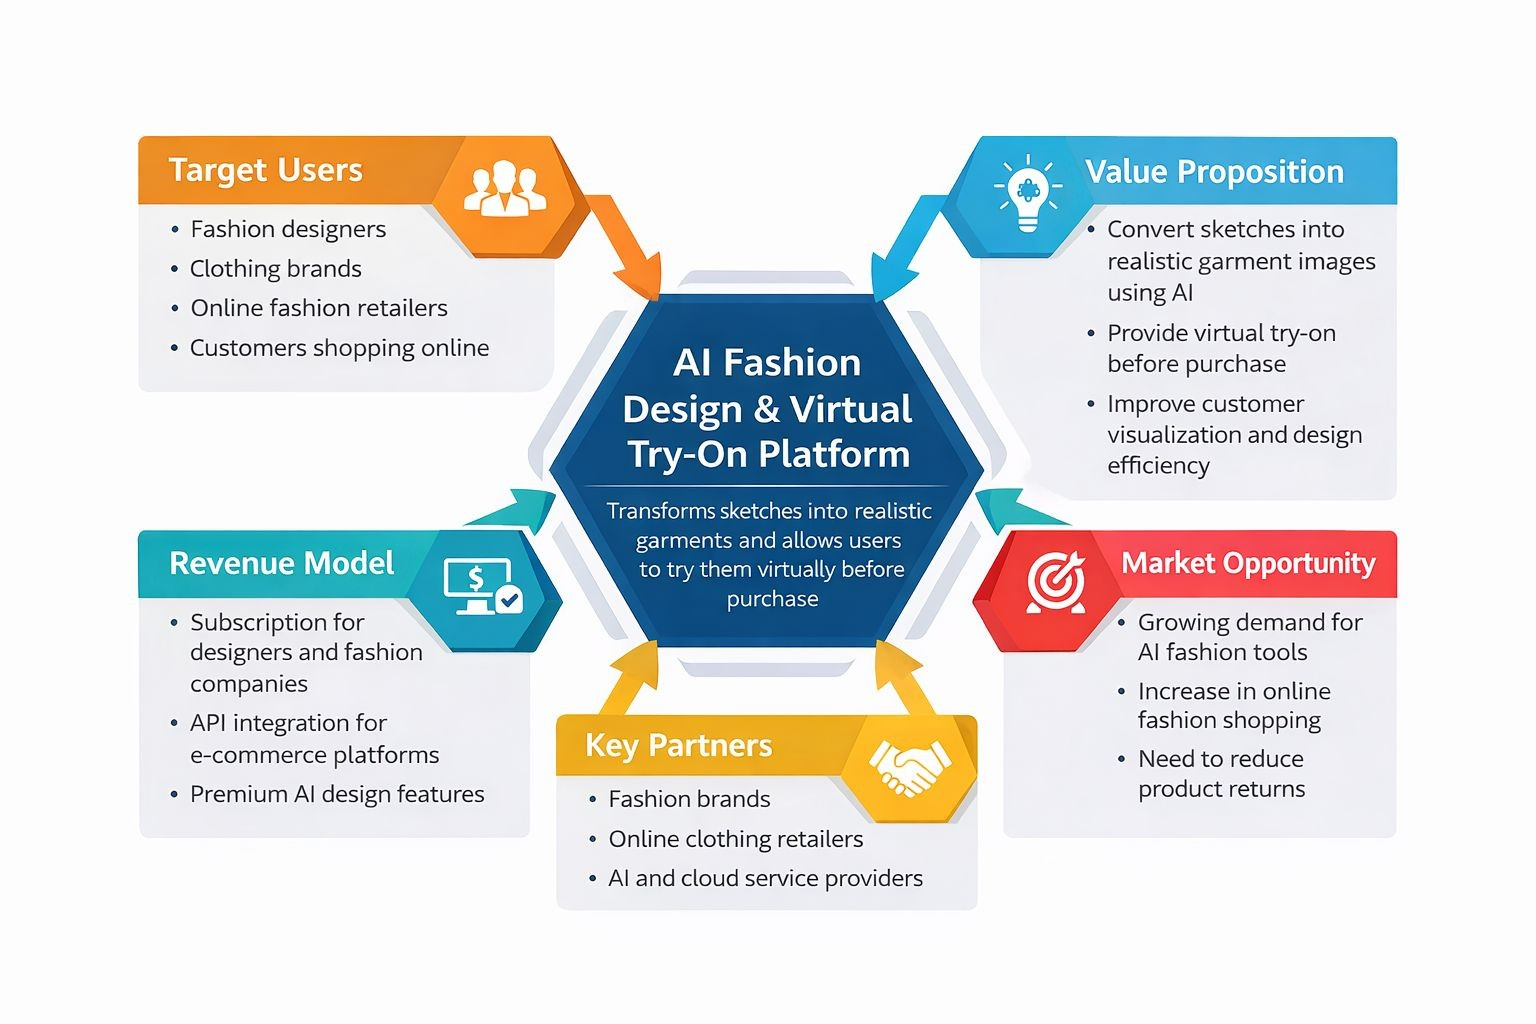 Target Users
• Fashion designers
• Clothing brands
• Online fashion retailers
• Customers shopping online
Value Proposition
• Convert sketches into
realistic garment images
using AI
• Provide virtual try-on
before purchase
• Improve customer
visualization and design
efficiency
AI Fashion
Design & Virtual
Try-On Platform
Transforms sketches into realistic
garments and allows users
to try them virtually before
purchase
Revenue Model
$
• Subscription for
designers and fashion
companies
• API integration for
e-commerce platforms
• Premium AI design features
Key Partners
• Fashion brands
• Online clothing retailers
• AI and cloud service providers
Market Opportunity
• Growing demand for
AI fashion tools
• Increase in online
fashion shopping
• Need to reduce
product returns